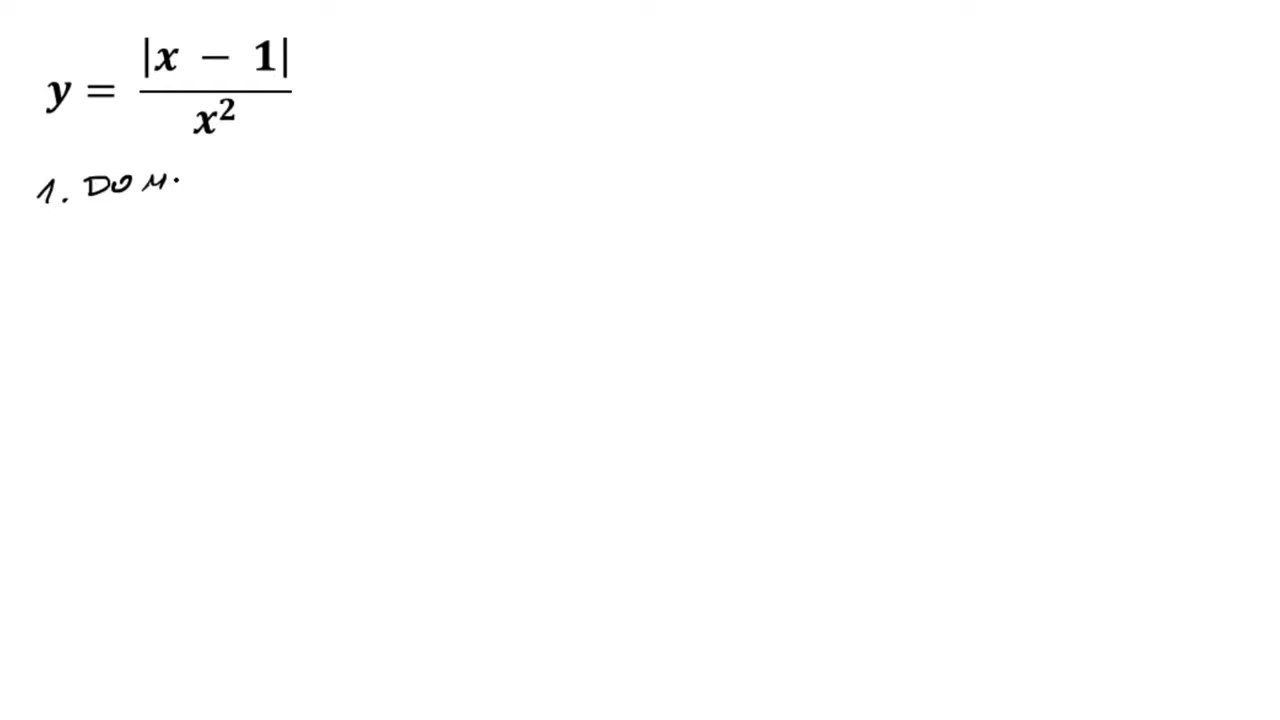 y = |x − 1| / x²
1. DOM.